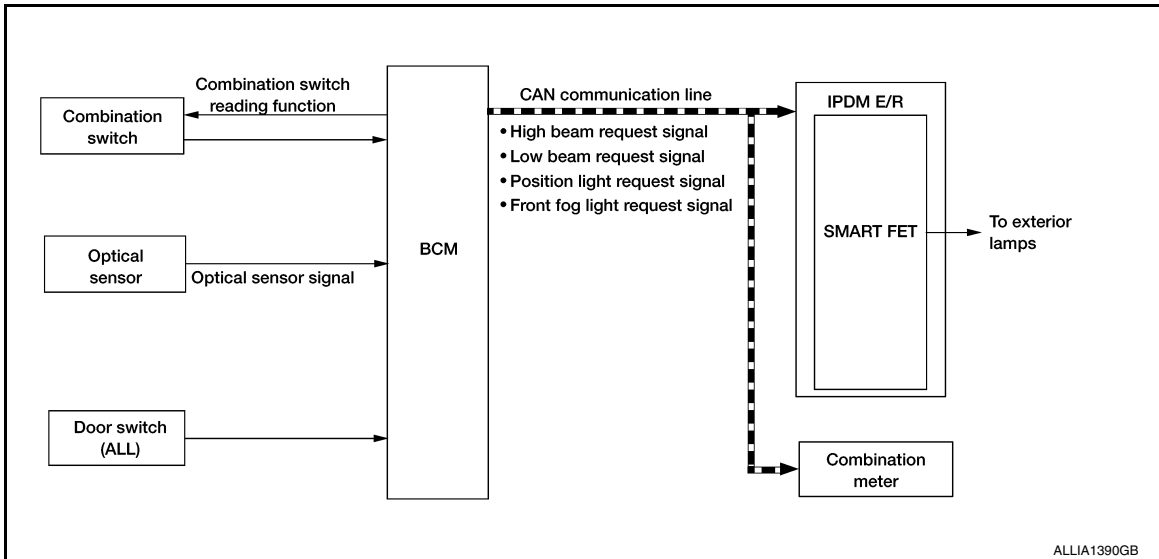 Combination switch
reading function
Combination
switch
Optical
sensor
Optical sensor signal
Door switch
(ALL)
BCM
CAN communication line
• High beam request signal
• Low beam request signal
• Position light request signal
• Front fog light request signal
IPDM E/R
SMART FET
To exterior
lamps
Combination
meter
ALLIA1390GB